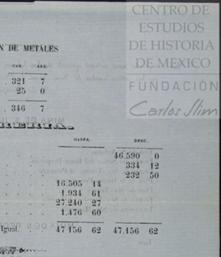 CENTRO DE
ESTUDIOS
DE HISTORIA
DE MEXICO
FUNDACIÓN
Carlos Slim
N DE METALES
321 7
25 0
346 7
RERIA.
46 590 0
334 12
232 50
16.505 14
1.934 61
27.240 27
1.476 60
Igual. 47 156 62 47.156 62